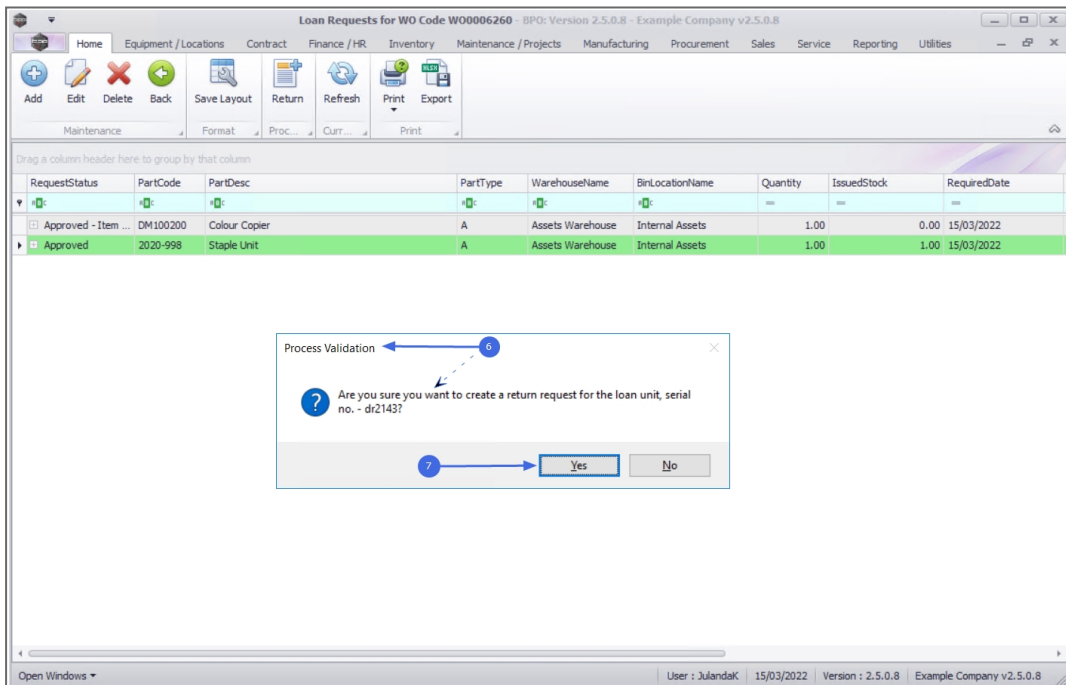 Loan Requests for WO Code WO0006260 - BPO: Version 2.5.0.8 - Example Company v2.5.0.8
Home Equipment / Locations Contract Finance / HR Inventory Maintenance / Projects Manufacturing Procurement Sales Service Reporting Utilities
Add Edit Delete Back Save Layout Return Refresh Print Export
Maintenance Format Proc... Curr... Print
Drag a column header here to group by that column
RequestStatus PartCode PartDesc PartType WarehouseName BinLocationName Quantity IssuedStock RequiredDate
Approved - Item ... DM100200 Colour Copier A Assets Warehouse Internal Assets 1.00 0.00 15/03/2022
Approved 2020-998 Staple Unit A Assets Warehouse Internal Assets 1.00 1.00 15/03/2022
Process Validation 6
Are you sure you want to create a return request for the loan unit, serial
no. - dr2143?
7 Yes No
Open Windows User : JulandaK 15/03/2022 Version : 2.5.0.8 Example Company v2.5.0.8